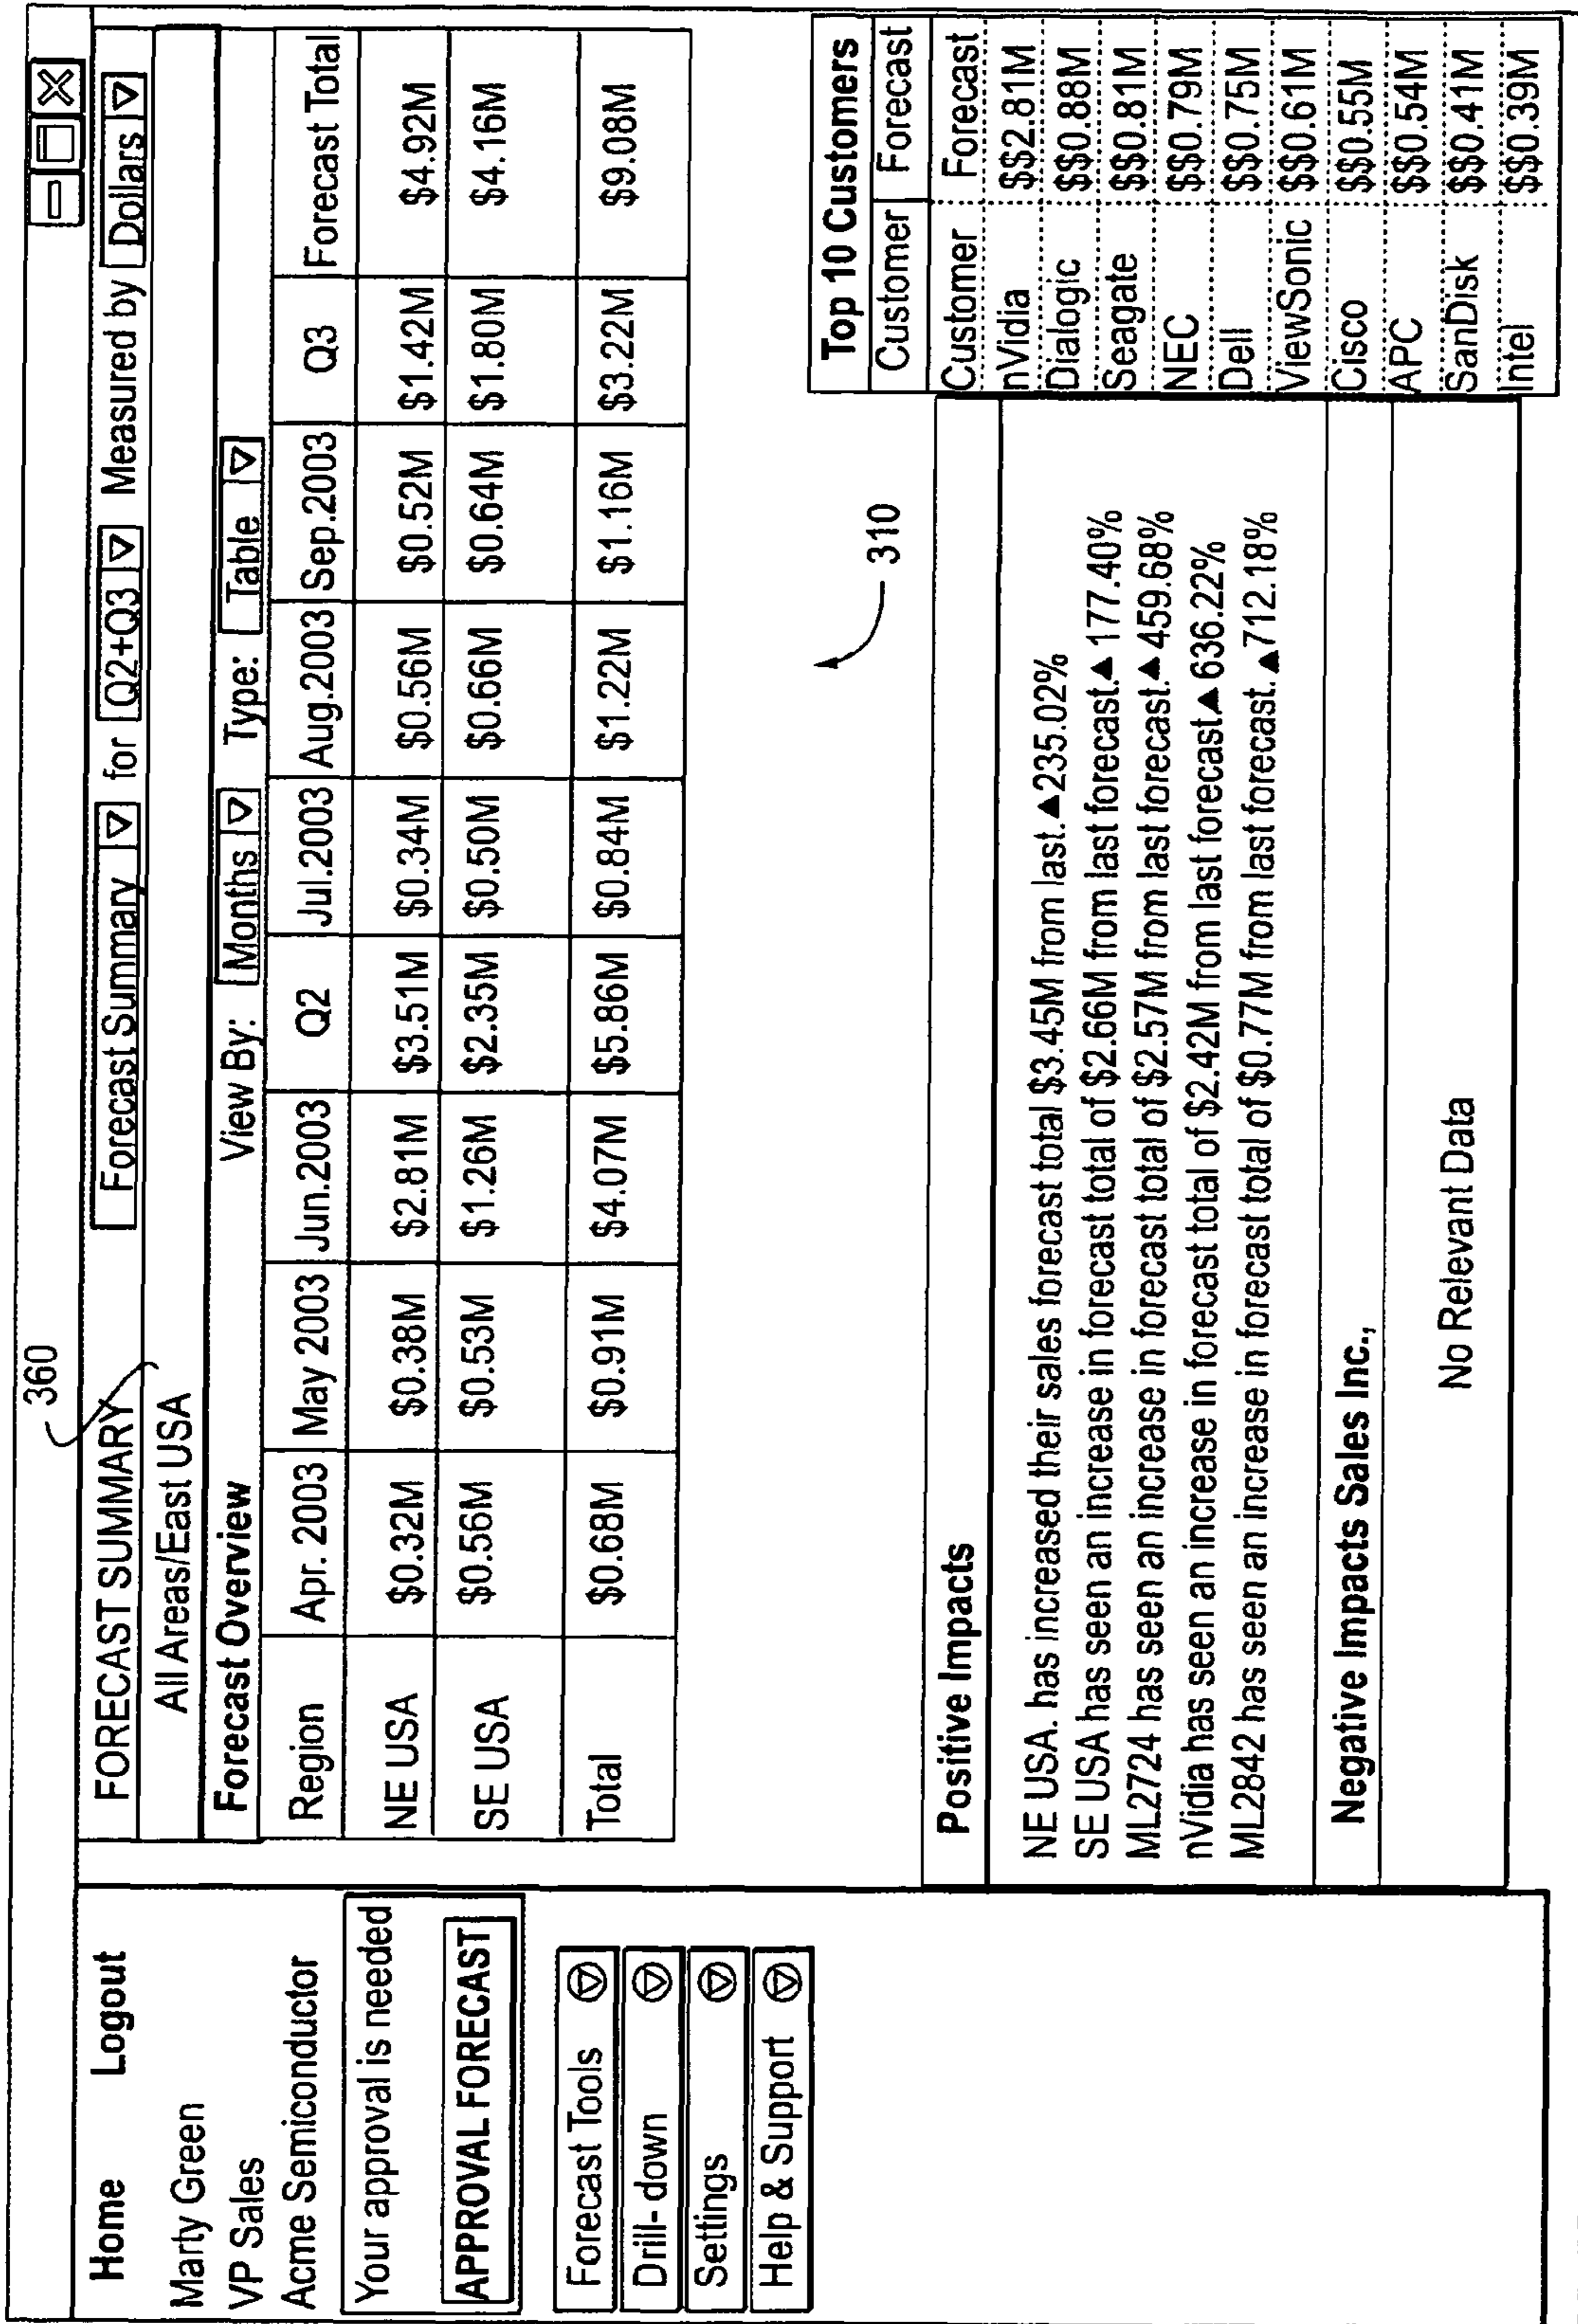 360
Home Logout
Marty Green
VP Sales
Acme Semiconductor
Your approval is needed
APPROVAL FORECAST
Forecast Tools
Drill- down
Settings
Help & Support
FORECAST SUMMARY Forecast Summary for Q2+Q3 Measured by Dollars
All Areas/East USA
Forecast Overview View By: Months Type: Table
Region Apr. 2003 May 2003 Jun.2003 Q2 Jul.2003 Aug.2003 Sep.2003 Q3 Forecast Total
NE USA $0.32M $0.38M $2.81M $3.51M $0.34M $0.56M $0.52M $1.42M $4.92M
SE USA $0.56M $0.53M $1.26M $2.35M $0.50M $0.66M $0.64M $1.80M $4.16M
Total $0.68M $0.91M $4.07M $5.86M $0.84M $1.22M $1.16M $3.22M $9.08M
310
Positive Impacts
NE USA. has increased their sales forecast total $3.45M from last.▲235.02%
SE USA has seen an increase in forecast total of $2.66M from last forecast.▲177.40%
ML2724 has seen an increase in forecast total of $2.57M from last forecast.▲459.68%
nVidia has seen an increase in forecast total of $2.42M from last forecast▲636.22%
ML2842 has seen an increase in forecast total of $0.77M from last forecast.▲712.18%
Negative Impacts Sales Inc.,
No Relevant Data
Top 10 Customers
Customer Forecast
Customer Forecast
nVidia $$2.81M
Dialogic $$0.88M
Seagate $$0.81M
NEC $$0.79M
Dell $$0.75M
ViewSonic $$0.61M
Cisco $$0.55M
APC $$0.54M
SanDisk $$0.41M
Intel $$0.39M